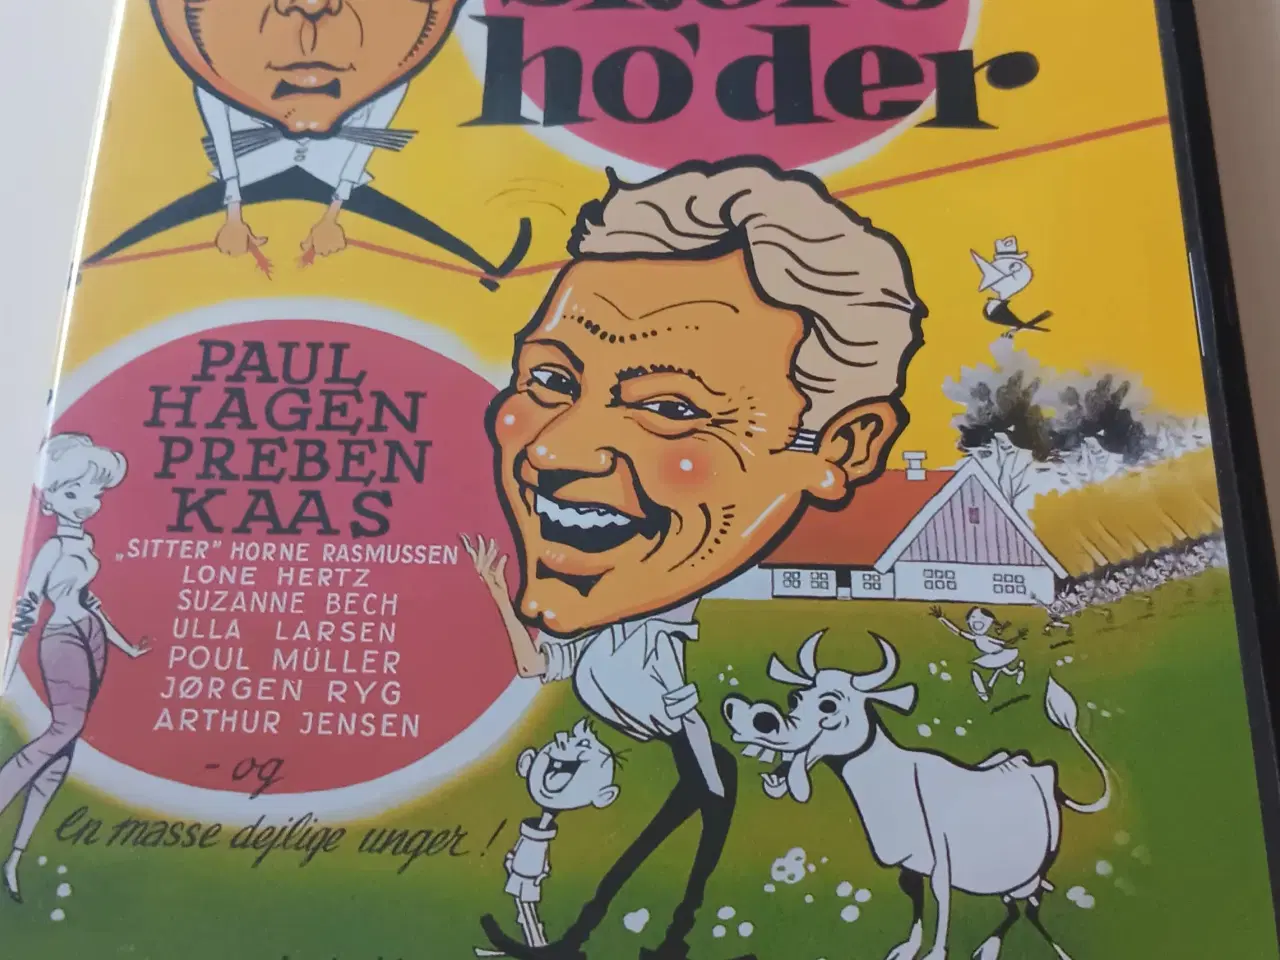 ho'der
PAUL
HAGEN
PREBEN
KAAS
„SITTER" HORNE RASMUSSEN
LONE HERTZ
SUZANNE BECH
ULLA LARSEN
POUL MÜLLER
JØRGEN RYG
ARTHUR JENSEN
- og
en masse dejlige unger!